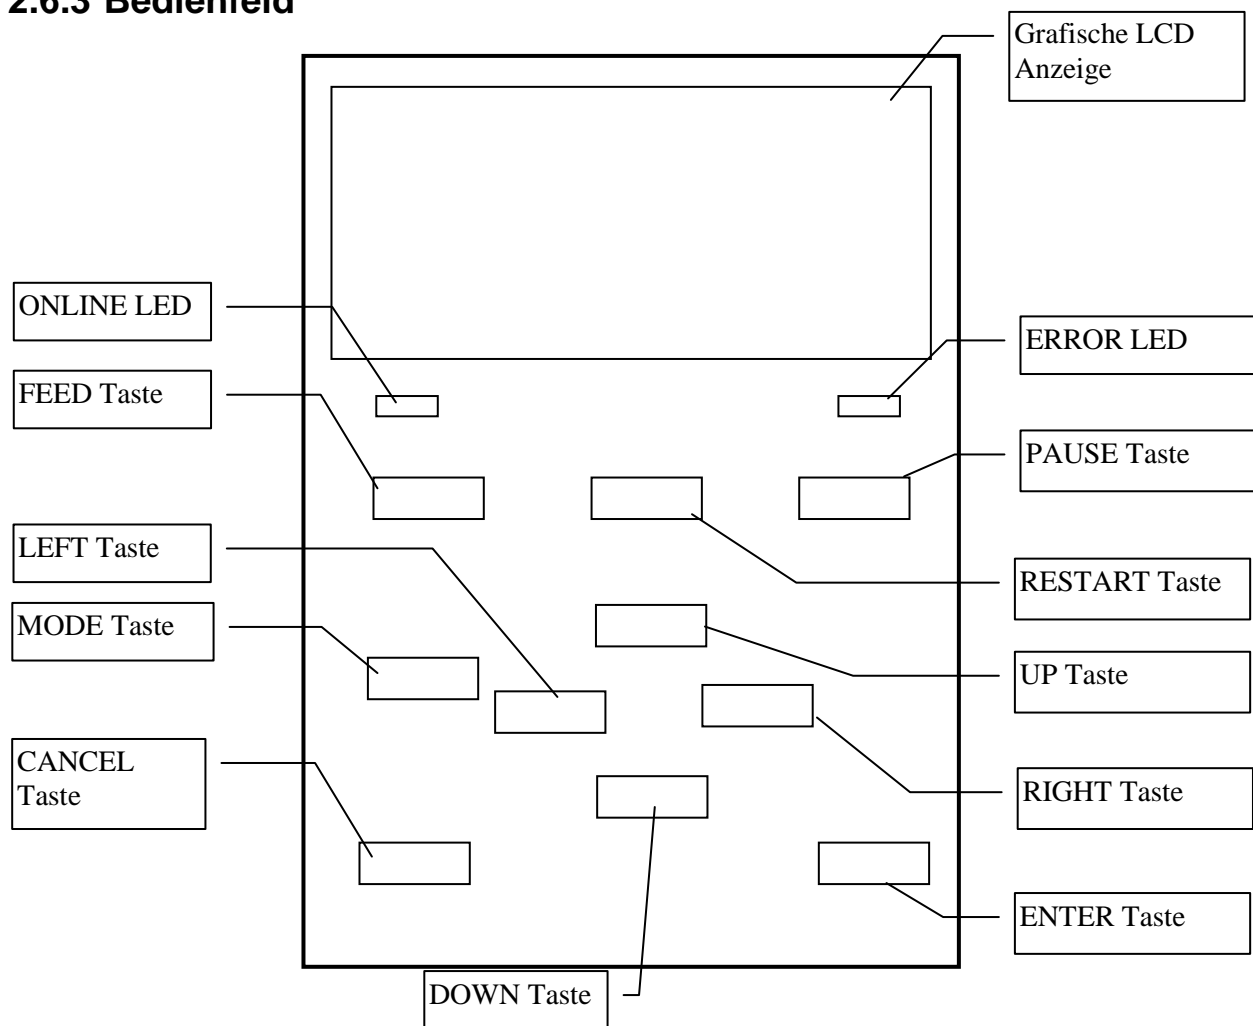 2.6.3 Bedienfeld
Grafische LCD
Anzeige
ONLINE LED
ERROR LED
FEED Taste
PAUSE Taste
LEFT Taste
RESTART Taste
MODE Taste
UP Taste
CANCEL
Taste
RIGHT Taste
ENTER Taste
DOWN Taste